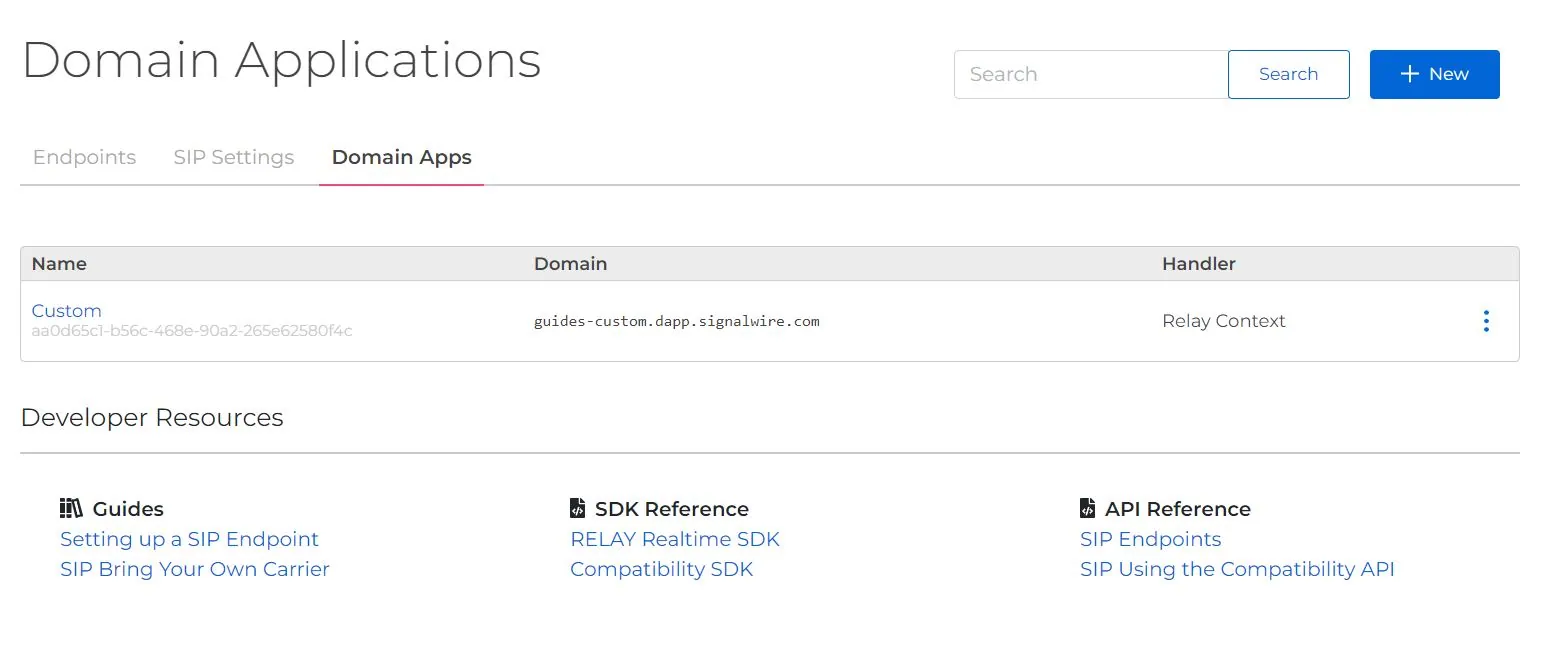 Domain Applications
Search
Search
+ New
Endpoints SIP Settings Domain Apps
Name Domain Handler
Custom
aa0d65c1-b56c-468e-90a2-265e62580f4c
guides-custom.dapp.signalwire.com
Relay Context
Developer Resources
Guides
Setting up a SIP Endpoint
SIP Bring Your Own Carrier
SDK Reference
RELAY Realtime SDK
Compatibility SDK
API Reference
SIP Endpoints
SIP Using the Compatibility API